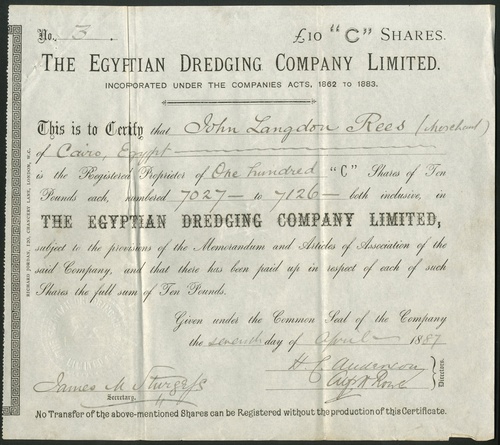 No. 3. £10 "C" SHARES.
THE EGYPTIAN DREDGING COMPANY LIMITED.
INCORPORATED UNDER THE COMPANIES ACTS, 1862 TO 1883.
This is to Certify that John Langdon Rees (Merchant)
of Cairo, Egypt
is the Registered Proprietor of One hundred "C" Shares of Ten
Pounds each, numbered 7027 — to 7126 — both inclusive, in
THE EGYPTIAN DREDGING COMPANY LIMITED,
subject to the provisions of the Memorandum and Articles of Association of the
said Company, and that there has been paid up in respect of each of such
Shares the full sum of Ten Pounds.
Given under the Common Seal of the Company
the seventh day of April 1887
H C Anderson
James M Sturgess
Secretary.
Directors.
No Transfer of the above-mentioned Shares can be Registered without the production of this Certificate.